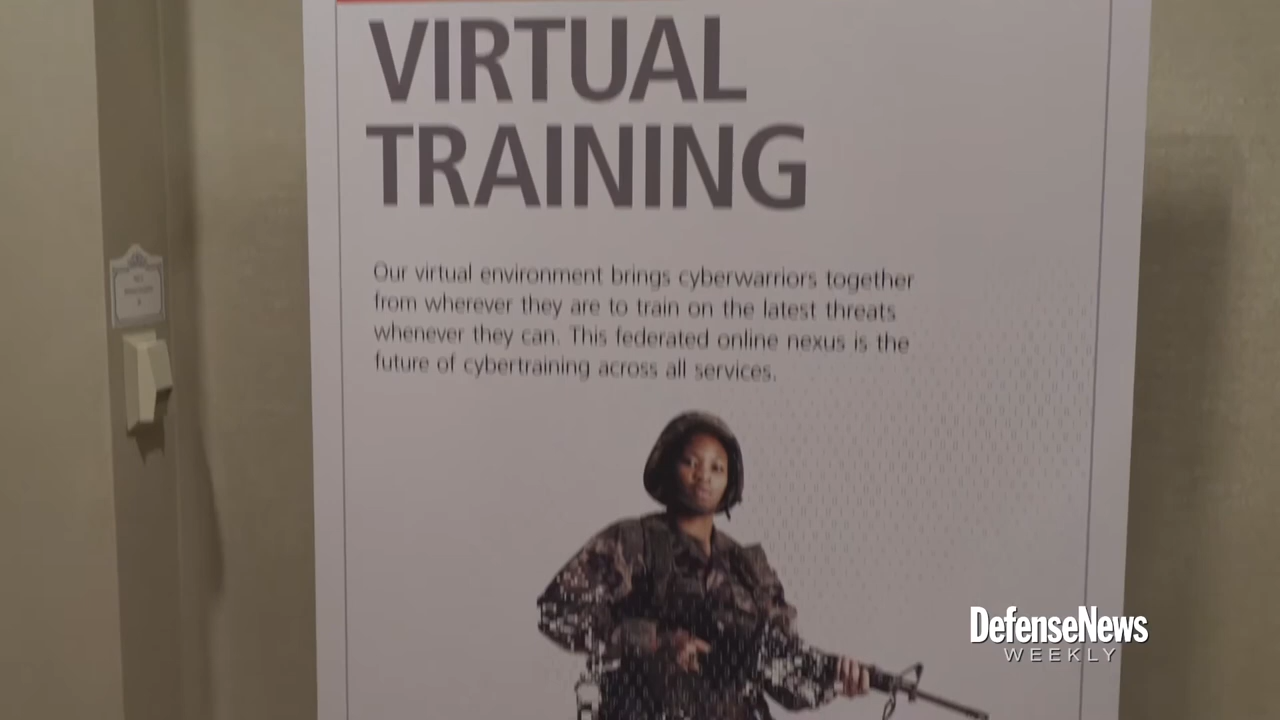 VIRTUAL
TRAINING
Our virtual environment brings cyberwarriors together
from wherever they are to train on the latest threats
whenever they can. This federated online nexus is the
future of cybertraining across all services.
DefenseNews
WEEKLY